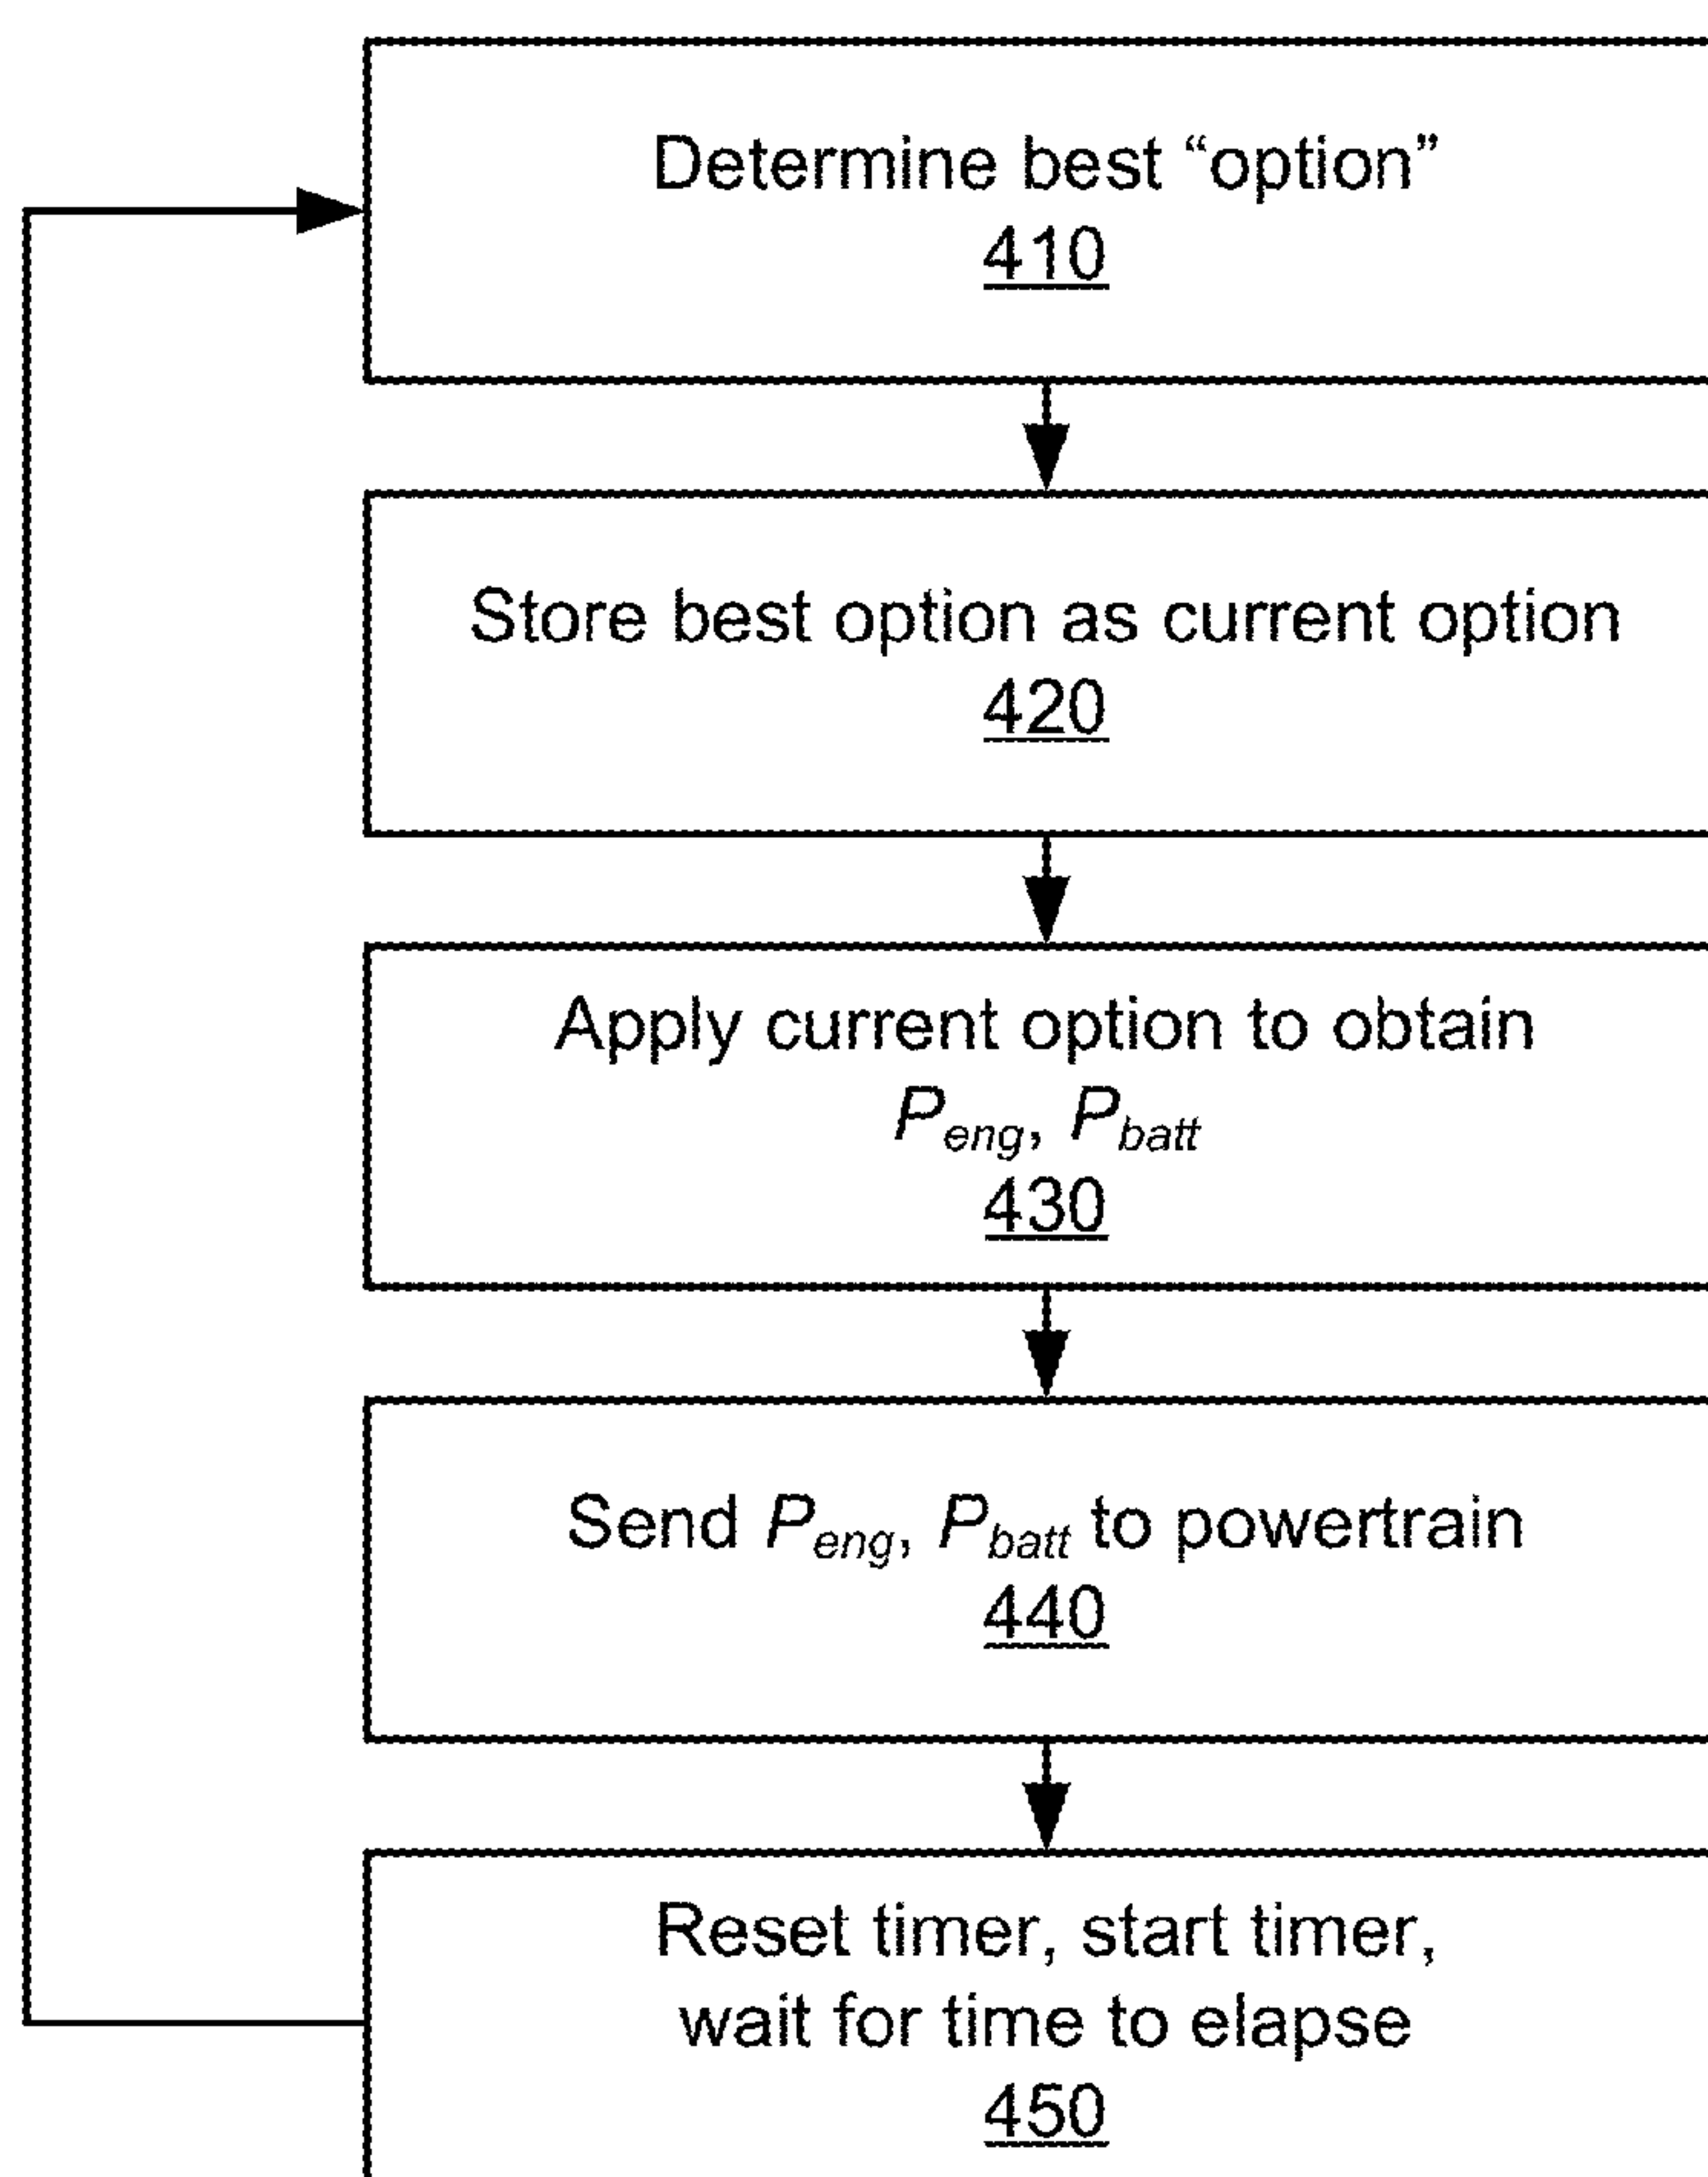 Determine best “option”
410
Store best option as current option
420
Apply current option to obtain
Peng, Pbatt
430
Send Peng, Pbatt to powertrain
440
Reset timer, start timer,
wait for time to elapse
450